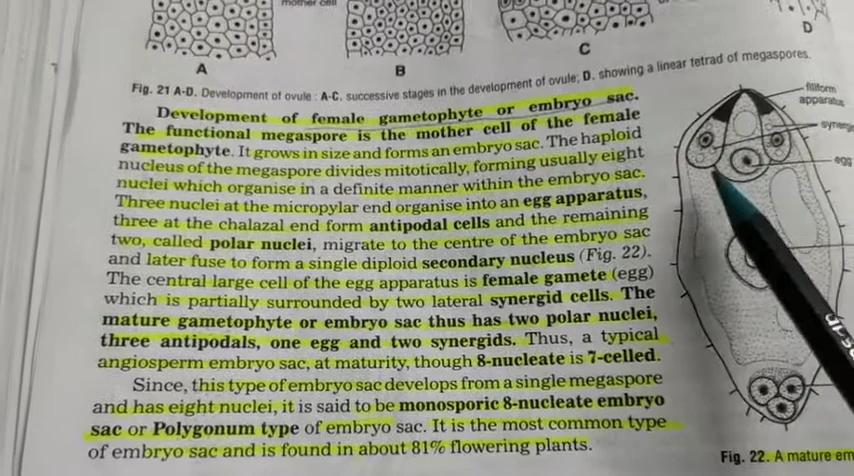 mother cell
A
B
C
D
Fig. 21 A-D. Development of ovule : A-C. successive stages in the development of ovule; D. showing a linear tetrad of megaspores.
Development of female gametophyte or embryo sac.
The functional megaspore is the mother cell of the female
gametophyte. It grows in size and forms an embryo sac. The haploid
nucleus of the megaspore divides mitotically, forming usually eight
nuclei which organise in a definite manner within the embryo sac.
Three nuclei at the micropylar end organise into an egg apparatus,
three at the chalazal end form antipodal cells and the remaining
two, called polar nuclei, migrate to the centre of the embryo sac
and later fuse to form a single diploid secondary nucleus (Fig. 22).
The central large cell of the egg apparatus is female gamete (egg)
which is partially surrounded by two lateral synergid cells. The
mature gametophyte or embryo sac thus has two polar nuclei,
three antipodals, one egg and two synergids. Thus, a typical
angiosperm embryo sac, at maturity, though 8-nucleate is 7-celled.
Since, this type of embryo sac develops from a single megaspore
and has eight nuclei, it is said to be monosporic 8-nucleate embryo
sac or Polygonum type of embryo sac. It is the most common type
of embryo sac and is found in about 81% flowering plants.
filiform
apparatus
synergi
egg
Fig. 22. A mature em